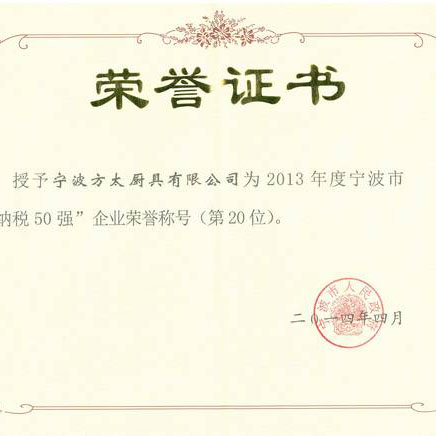 荣誉证书
授予宁波方太厨具有限公司为2013年度宁波市
纳税50强”企业荣誉称号(第20位)。
二〇一四年四月
宁波市人民政府